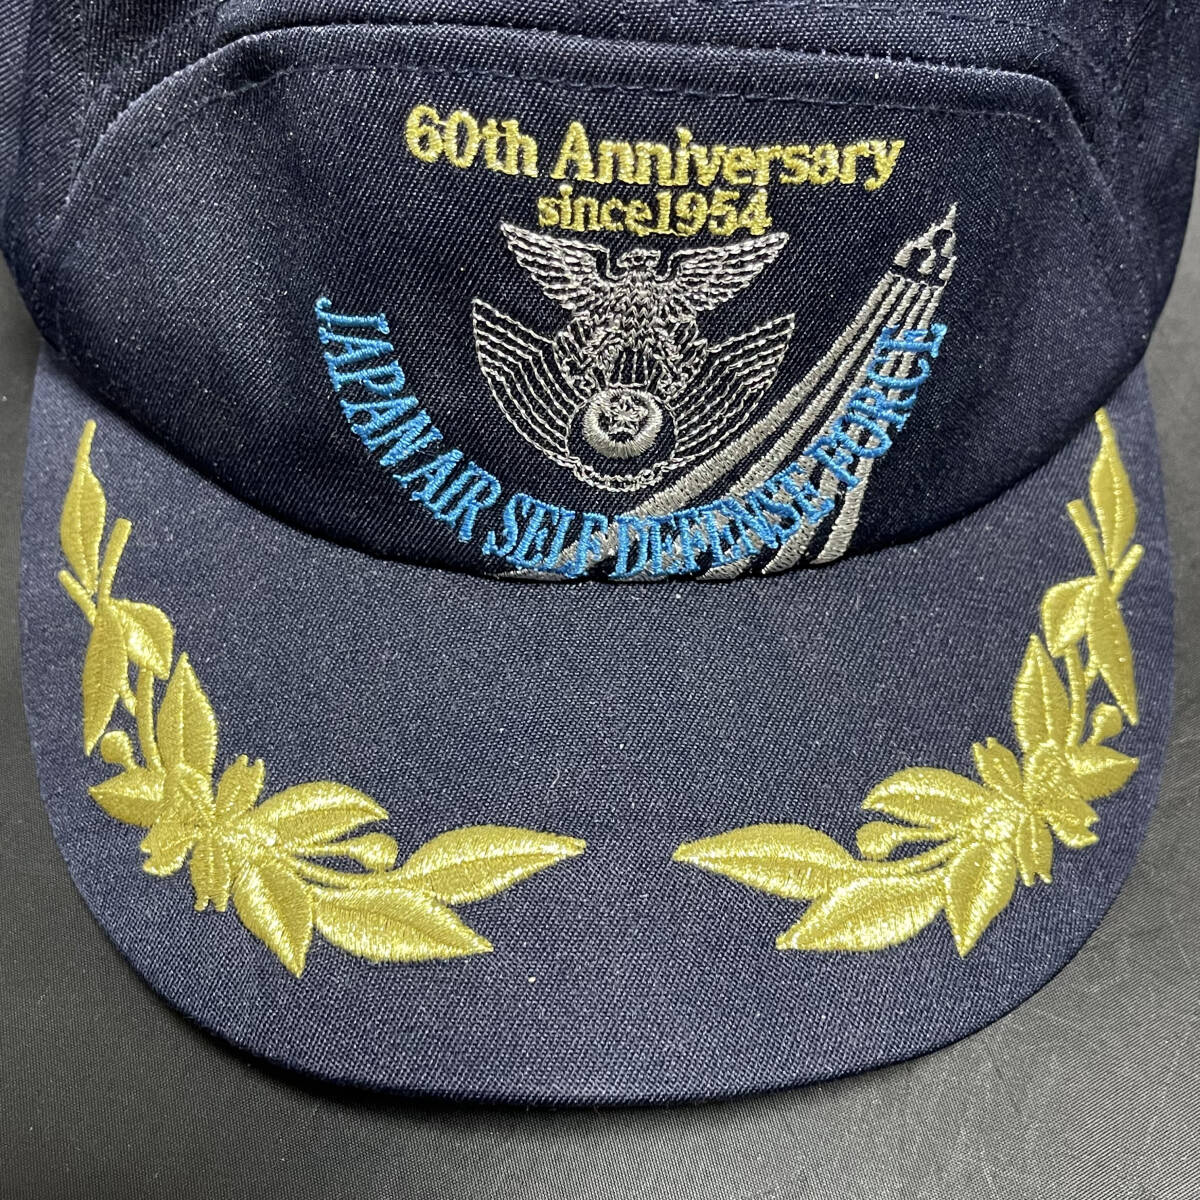 60th Anniversary
since1954
JAPAN AIR SELF DEFENSE FORCE